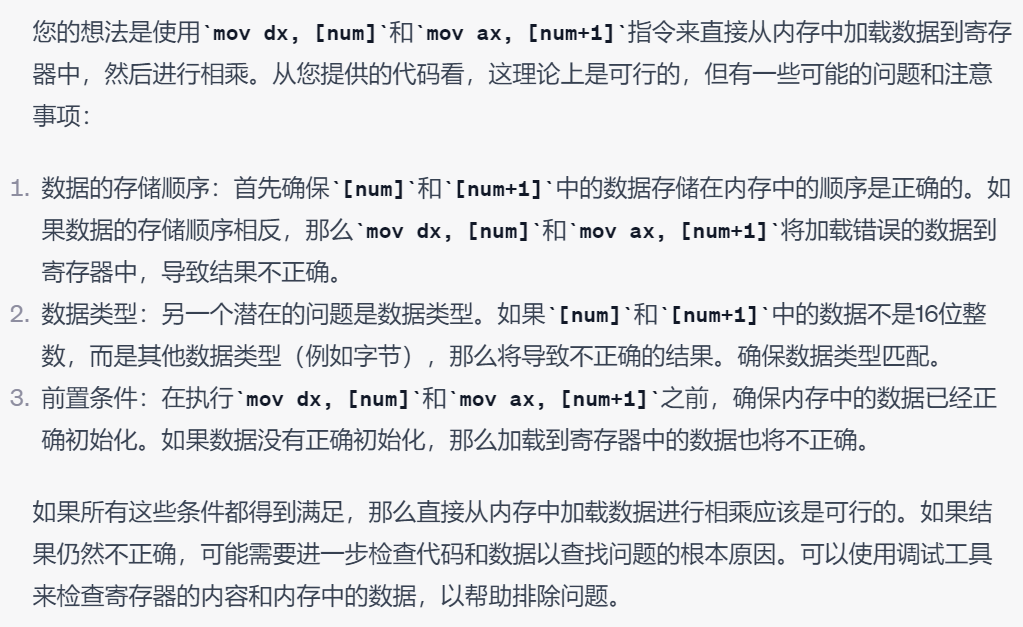 您的想法是使用`mov dx, [num]`和`mov ax, [num+1]`指令来直接从内存中加载数据到寄存
器中，然后进行相乘。从您提供的代码看，这理论上是可行的，但有一些可能的问题和注意
事项：
1. 数据的存储顺序：首先确保`[num]`和`[num+1]`中的数据存储在内存中的顺序是正确的。如
果数据的存储顺序相反，那么`mov dx, [num]`和`mov ax, [num+1]`将加载错误的数据到
寄存器中，导致结果不正确。
2. 数据类型：另一个潜在的问题是数据类型。如果`[num]`和`[num+1]`中的数据不是16位整
数，而是其他数据类型（例如字节），那么将导致不正确的结果。确保数据类型匹配。
3. 前置条件：在执行`mov dx, [num]`和`mov ax, [num+1]`之前，确保内存中的数据已经正
确初始化。如果数据没有正确初始化，那么加载到寄存器中的数据也将不正确。
如果所有这些条件都得到满足，那么直接从内存中加载数据进行相乘应该是可行的。如果结
果仍然不正确，可能需要进一步检查代码和数据以查找问题的根本原因。可以使用调试工具
来检查寄存器的内容和内存中的数据，以帮助排除问题。